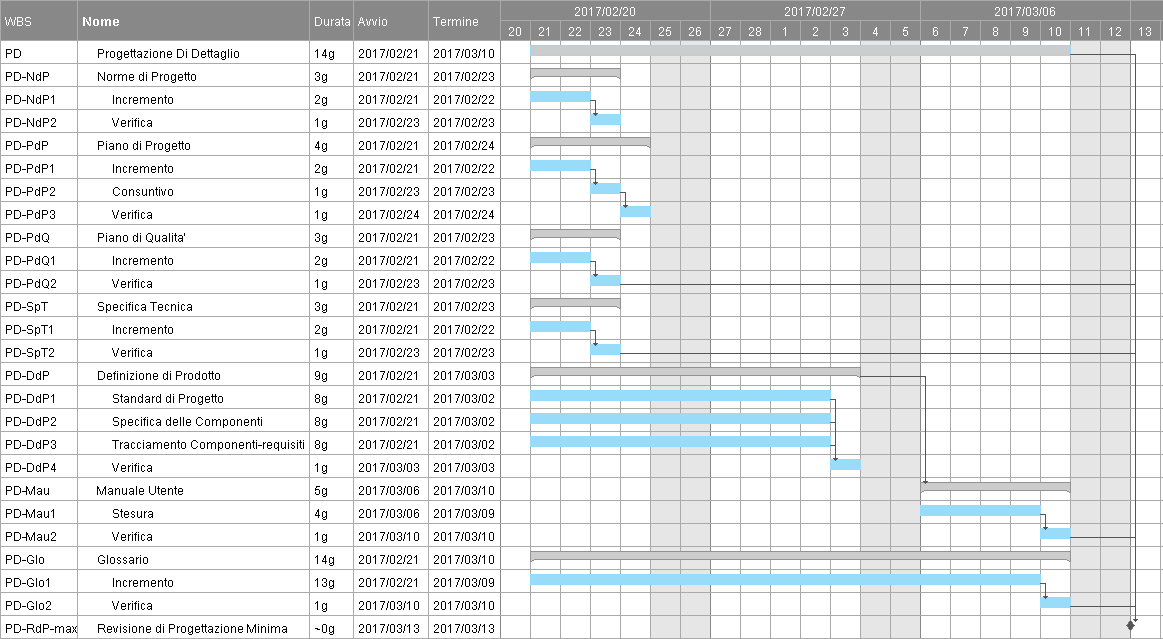 2017/02/20 2017/02/27 2017/03/06
WBS Nome Durata Avvio Termine
20 21 22 23 24 25 26 27 28 1 2 3 4 5 6 7 8 9 10 11 12 13
PD Progettazione Di Dettaglio 14g 2017/02/21 2017/03/10
PD-NdP Norme di Progetto 3g 2017/02/21 2017/02/23
PD-NdP1 Incremento 2g 2017/02/21 2017/02/22
PD-NdP2 Verifica 1g 2017/02/23 2017/02/23
PD-PdP Piano di Progetto 4g 2017/02/21 2017/02/24
PD-PdP1 Incremento 2g 2017/02/21 2017/02/22
PD-PdP2 Consuntivo 1g 2017/02/23 2017/02/23
PD-PdP3 Verifica 1g 2017/02/24 2017/02/24
PD-PdQ Piano di Qualita' 3g 2017/02/21 2017/02/23
PD-PdQ1 Incremento 2g 2017/02/21 2017/02/22
PD-PdQ2 Verifica 1g 2017/02/23 2017/02/23
PD-SpT Specifica Tecnica 3g 2017/02/21 2017/02/23
PD-SpT1 Incremento 2g 2017/02/21 2017/02/22
PD-SpT2 Verifica 1g 2017/02/23 2017/02/23
PD-DdP Definizione di Prodotto 9g 2017/02/21 2017/03/03
PD-DdP1 Standard di Progetto 8g 2017/02/21 2017/03/02
PD-DdP2 Specifica delle Componenti 8g 2017/02/21 2017/03/02
PD-DdP3 Tracciamento Componenti-requisiti 8g 2017/02/21 2017/03/02
PD-DdP4 Verifica 1g 2017/03/03 2017/03/03
PD-Mau Manuale Utente 5g 2017/03/06 2017/03/10
PD-Mau1 Stesura 4g 2017/03/06 2017/03/09
PD-Mau2 Verifica 1g 2017/03/10 2017/03/10
PD-Glo Glossario 14g 2017/02/21 2017/03/10
PD-Glo1 Incremento 13g 2017/02/21 2017/03/09
PD-Glo2 Verifica 1g 2017/03/10 2017/03/10
PD-RdP-max Revisione di Progettazione Minima ~0g 2017/03/13 2017/03/13